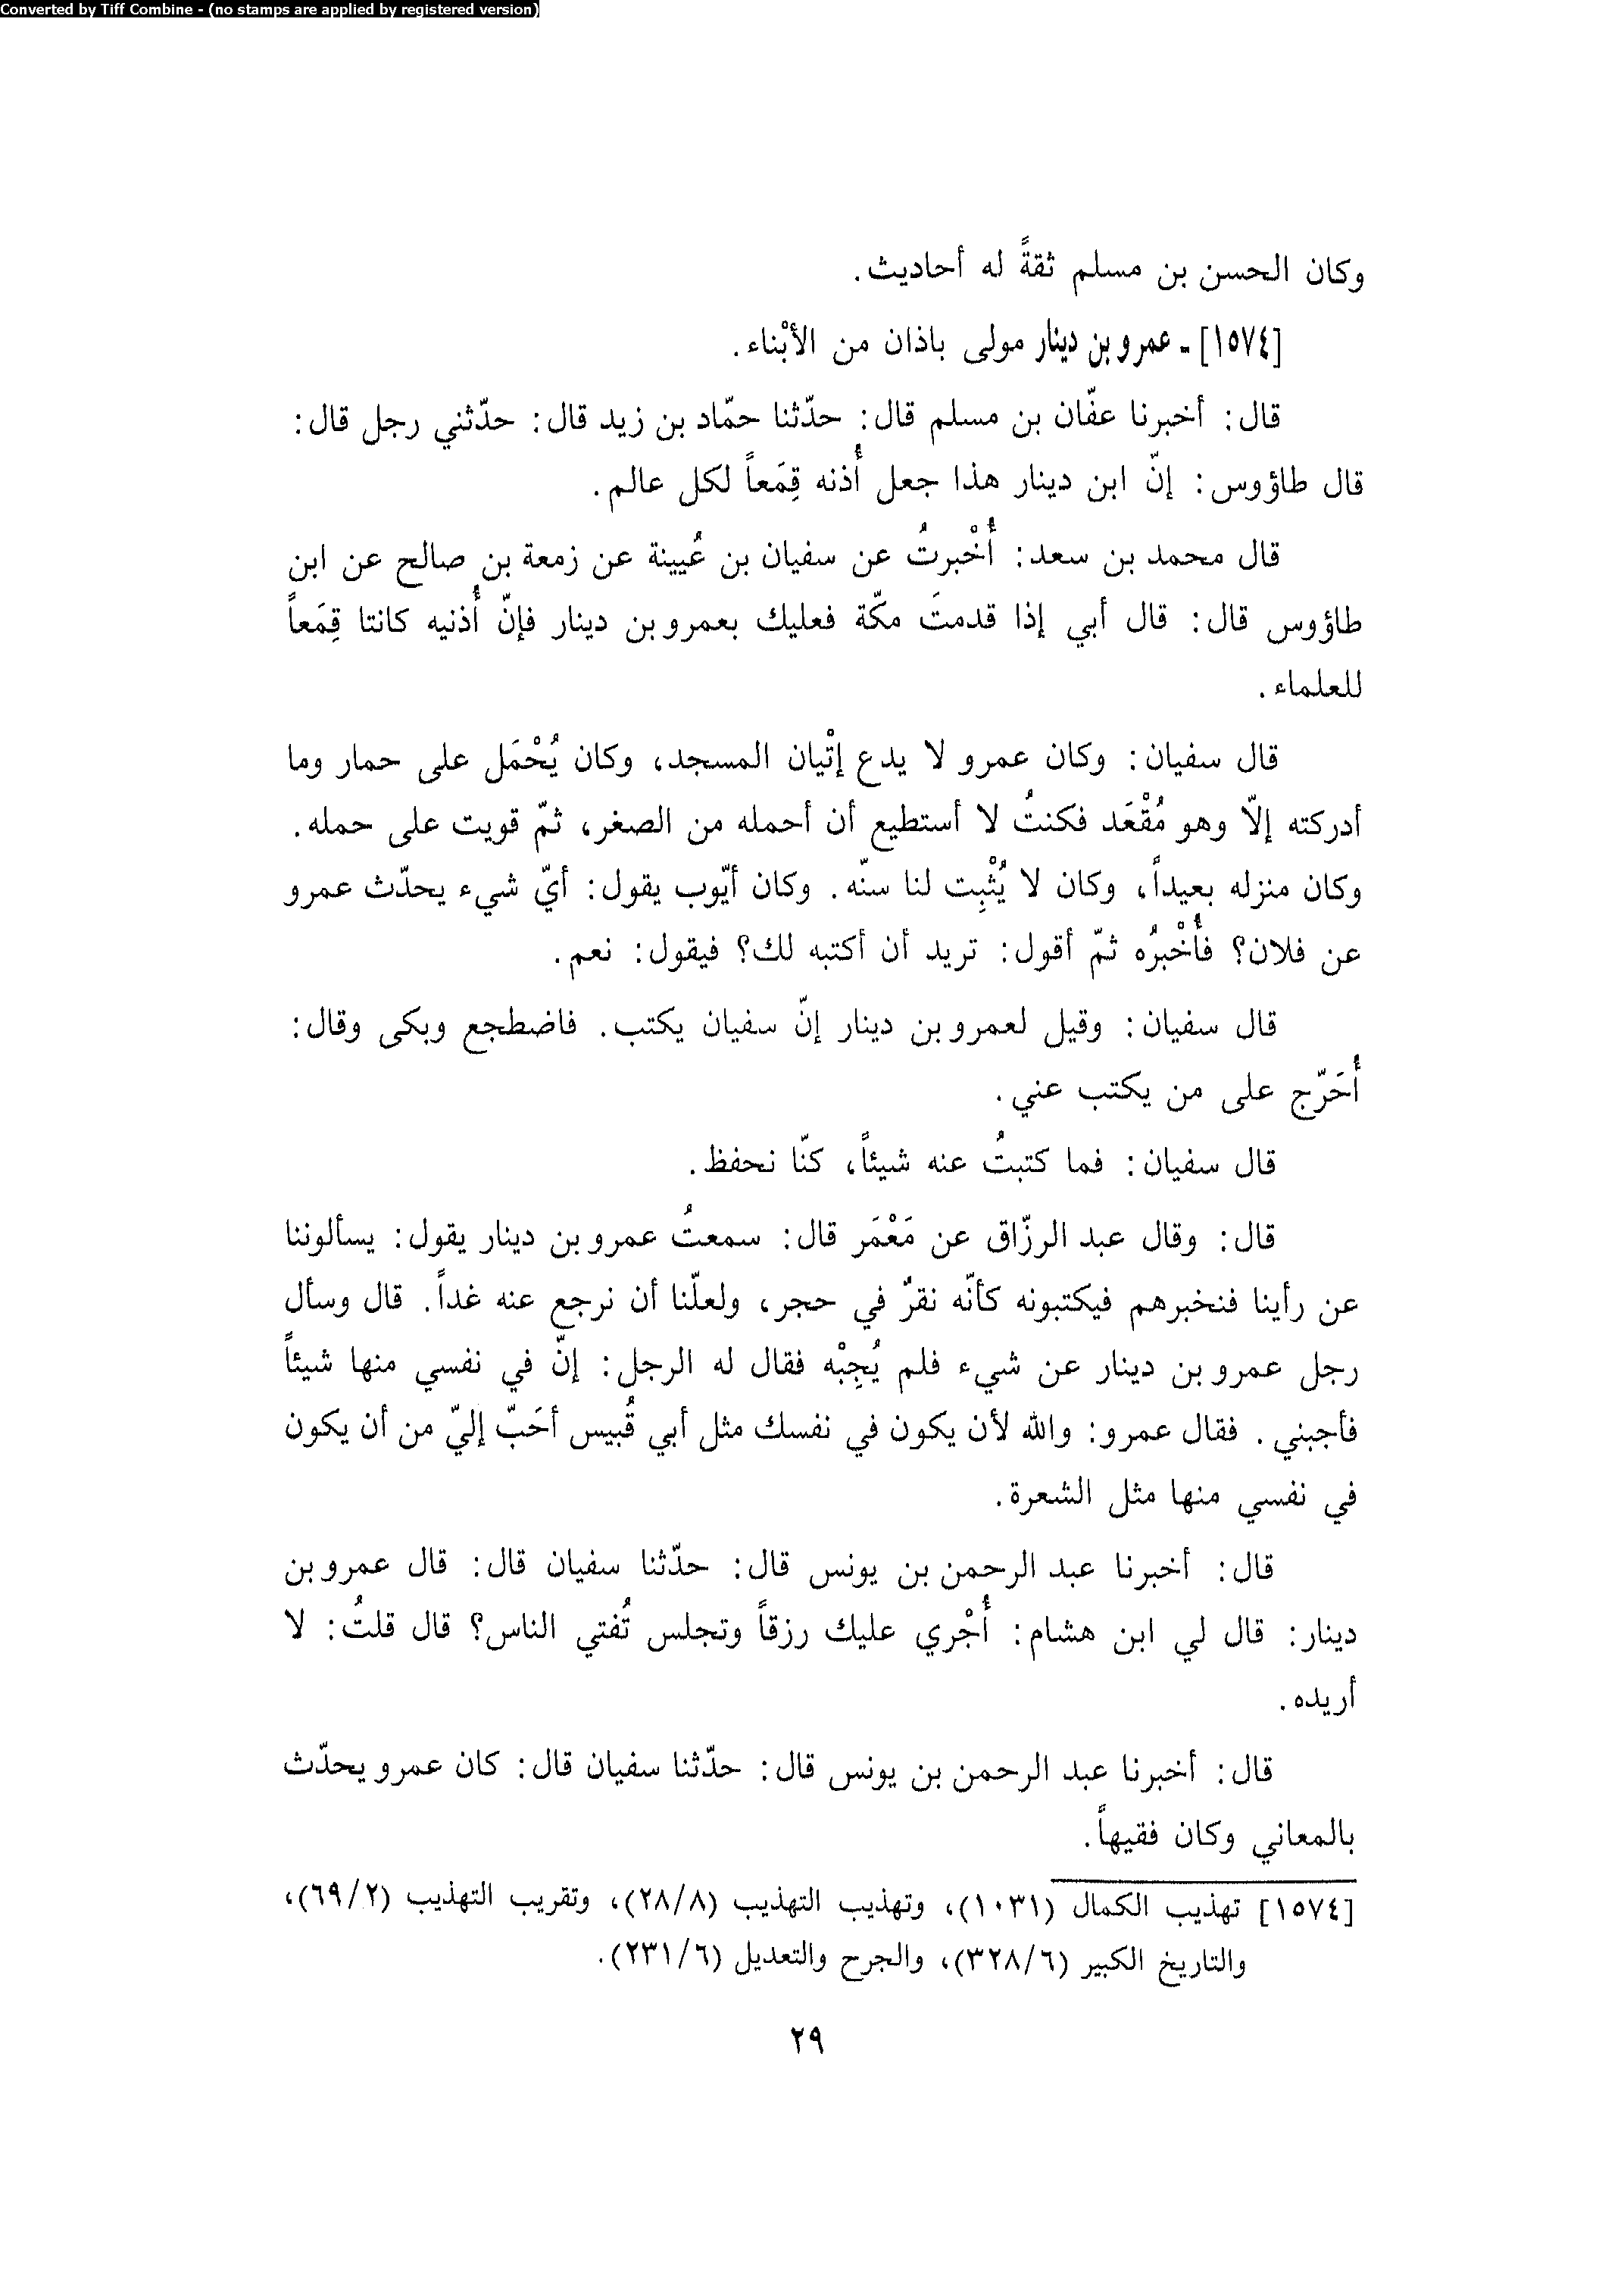 Converted by Tiff Combine - (no stamps are applied by registered version)
وكان الحسن بن مسلم ثقةً له أحاديث.
[١٥٧٤] - عمرو بن دينار مولى باذان من الأبْناء.
قال: أخبرنا عفّان بن مسلم قال: حدّثنا حمّاد بن زيد قال: حدّثني رجل قال:
قال طاؤوس: إنّ ابن دينار هذا جعل أُذنه قِمَعاً لكل عالم.
قال محمد بن سعد: أُخْبرتُ عن سفيان بن عُيينة عن زمعة بن صالح عن ابن
طاؤوس قال: قال أبي إذا قدمتَ مكّة فعليك بعمرو بن دينار فإنّ أُذنيه كانتا قِمَعاً
للعلماء.
قال سفيان: وكان عمرو لا يدع إتْيان المسجد، وكان يُحْمَل على حمار وما
أدركته إلّا وهو مُقْعَد فكنتُ لا أستطيع أن أحمله من الصغر، ثمّ قويت على حمله.
وكان منزله بعيداً، وكان لا يُثْبِت لنا سنّه. وكان أيّوب يقول: أيّ شيء يحدّث عمرو
عن فلان؟ فأُخْبرُه ثمّ أقول: تريد أن أكتبه لك؟ فيقول: نعم.
قال سفيان: وقيل لعمرو بن دينار إنّ سفيان يكتب. فاضطجع وبكى وقال:
أُحَرّج على من يكتب عني.
قال سفيان: فما كتبتُ عنه شيئاً، كنّا نحفظ.
قال: وقال عبد الرزّاق عن مَعْمَر قال: سمعتُ عمرو بن دينار يقول: يسألوننا
عن رأينا فنخبرهم فيكتبونه كأنّه نقرٌ في حجر، ولعلّنا أن نرجع عنه غداً. قال وسأل
رجل عمرو بن دينار عن شيء فلم يُجِبْه فقال له الرجل: إنّ في نفسي منها شيئاً
فأجبني. فقال عمرو: والله لأن يكون في نفسك مثل أبي قُبيس أحَبّ إليّ من أن يكون
في نفسي منها مثل الشعرة.
قال: أخبرنا عبد الرحمن بن يونس قال: حدّثنا سفيان قال: قال عمرو بن
دينار: قال لي ابن هشام: أُجْري عليك رزقاً وتجلس تُفتي الناس؟ قال قلتُ: لا
أريده.
قال: أخبرنا عبد الرحمن بن يونس قال: حدّثنا سفيان قال: كان عمرو يحدّث
بالمعاني وكان فقيهاً.
[١٥٧٤] تهذيب الكمال (١٠٣١)، وتهذيب التهذيب (٢٨/٨)، وتقريب التهذيب (٦٩/٢)،
والتاريخ الكبير (٣٢٨/٦)، والجرح والتعديل (٢٣١/٦).
٢٩